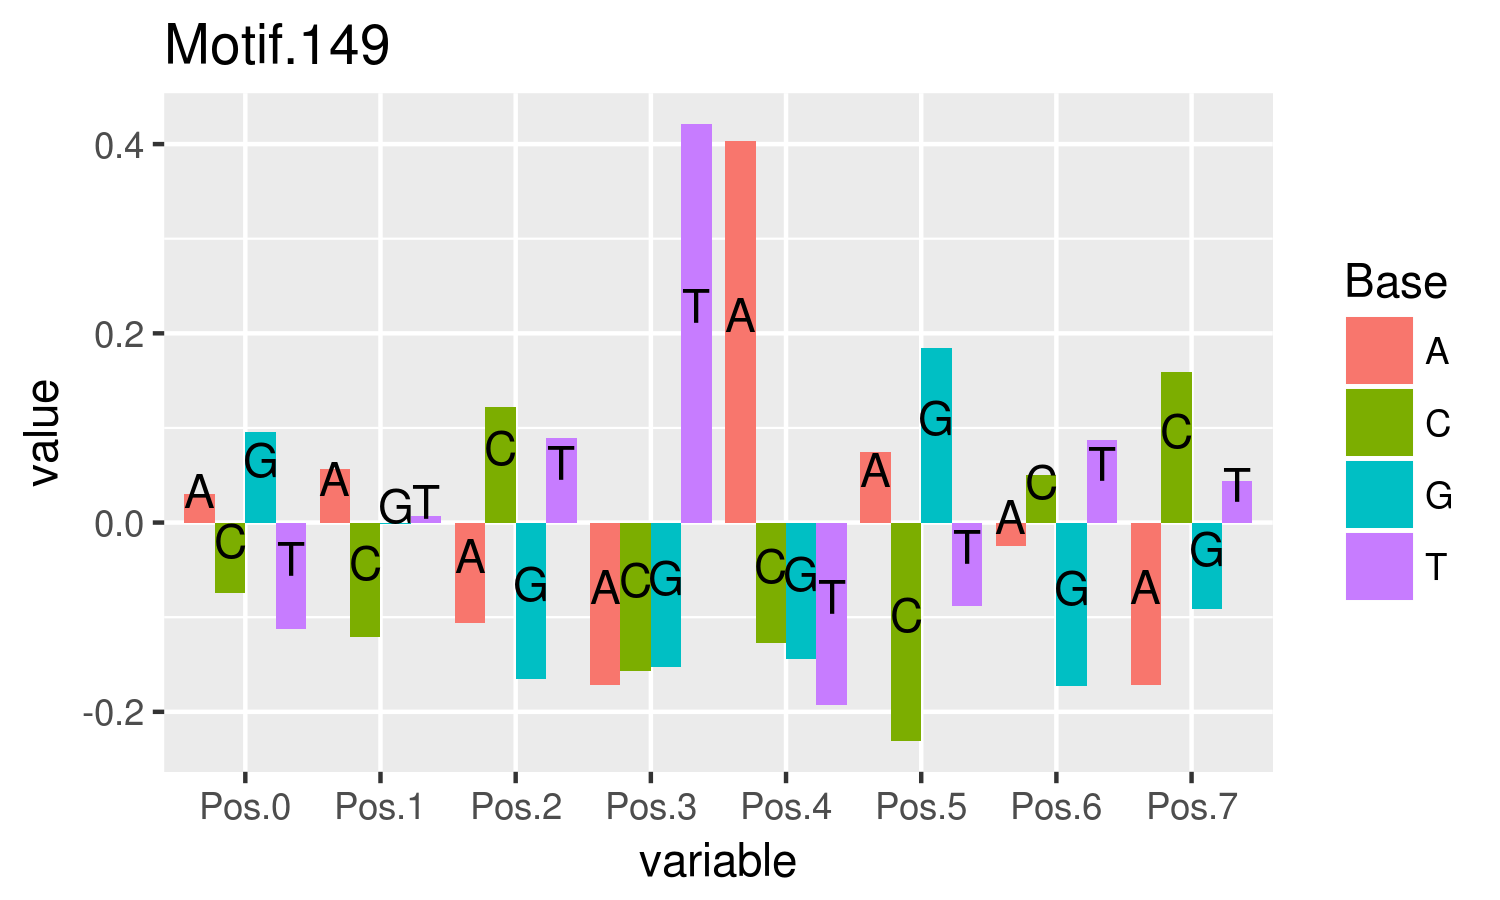 Motif.149
value
0.4
0.2
0.0
-0.2
A C G T A C G T A C G T A C G T A C G T A C G T A C G T A C G T
Pos.0 Pos.1 Pos.2 Pos.3 Pos.4 Pos.5 Pos.6 Pos.7
variable
Base
A
C
G
T